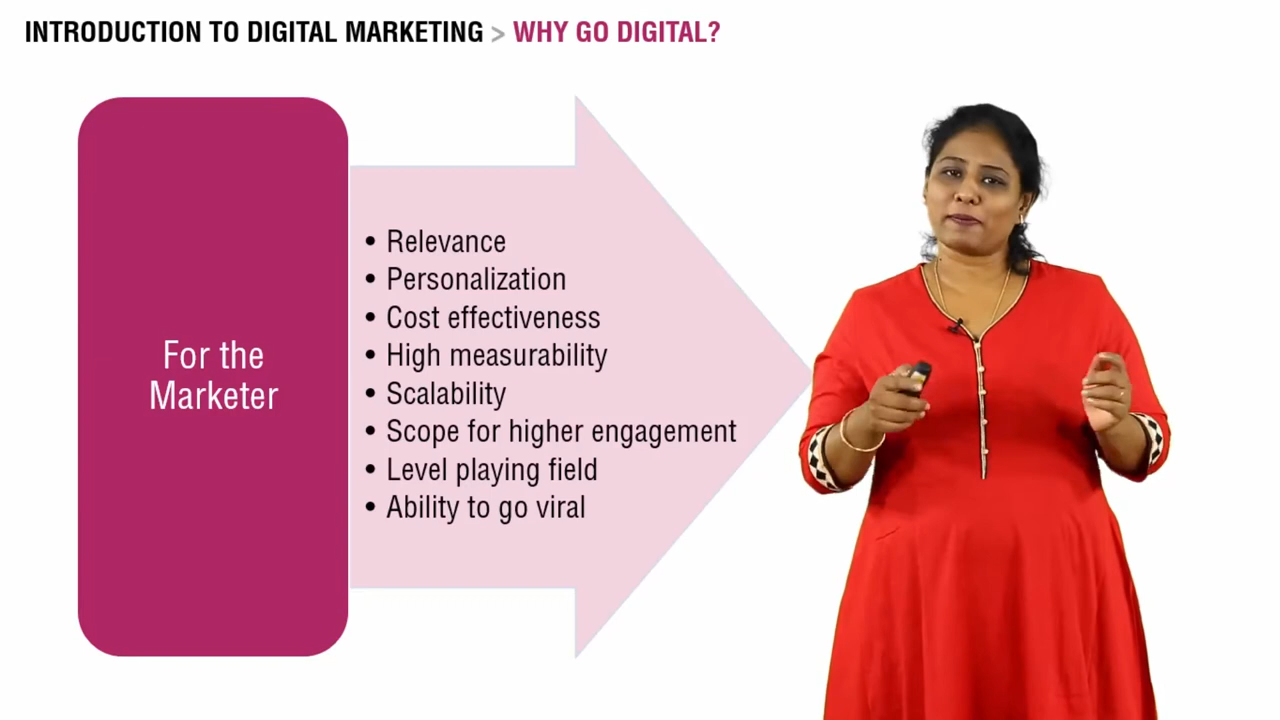 INTRODUCTION TO DIGITAL MARKETING > WHY GO DIGITAL?
For the
Marketer
• Relevance
• Personalization
• Cost effectiveness
• High measurability
• Scalability
• Scope for higher engagement
• Level playing field
• Ability to go viral